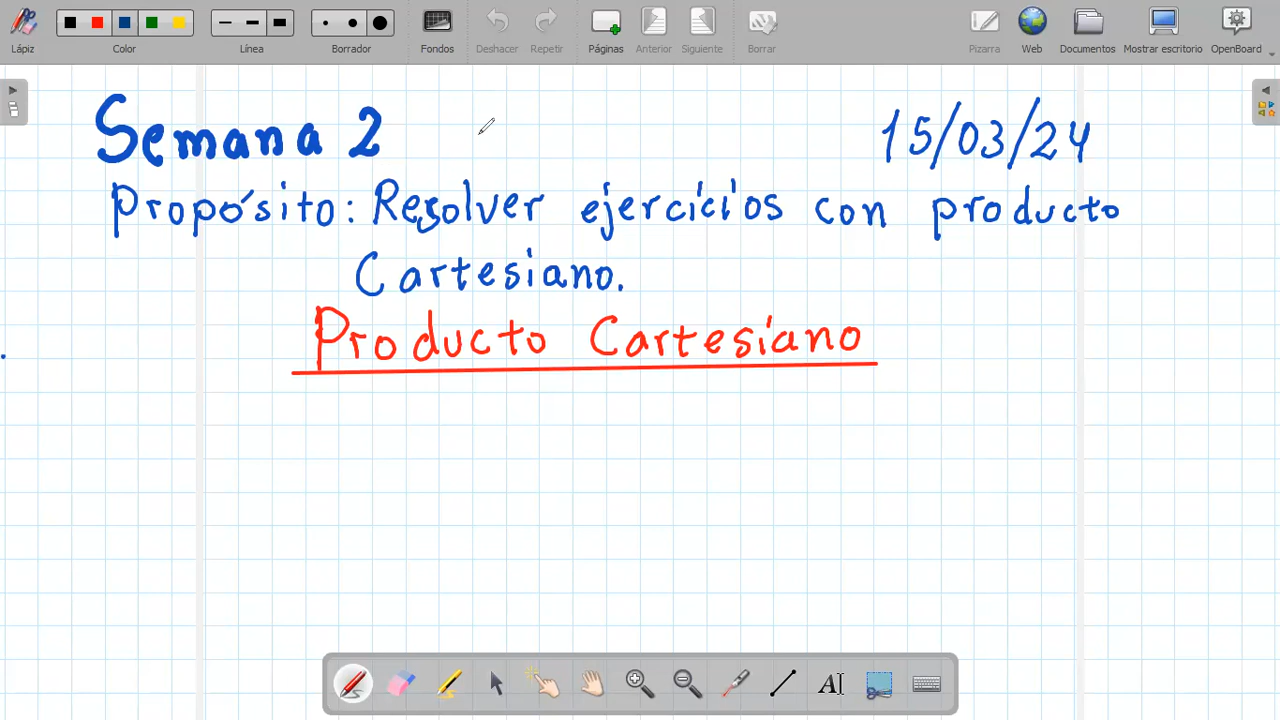 Lápiz Color Línea Borrador Fondos Deshacer Repetir Páginas Anterior Siguiente Borrar Pizarra Web Documentos Mostrar escritorio OpenBoard
Semana 2 15/03/24
Propósito: Resolver ejercicios con producto
Cartesiano.
Producto Cartesiano
AI